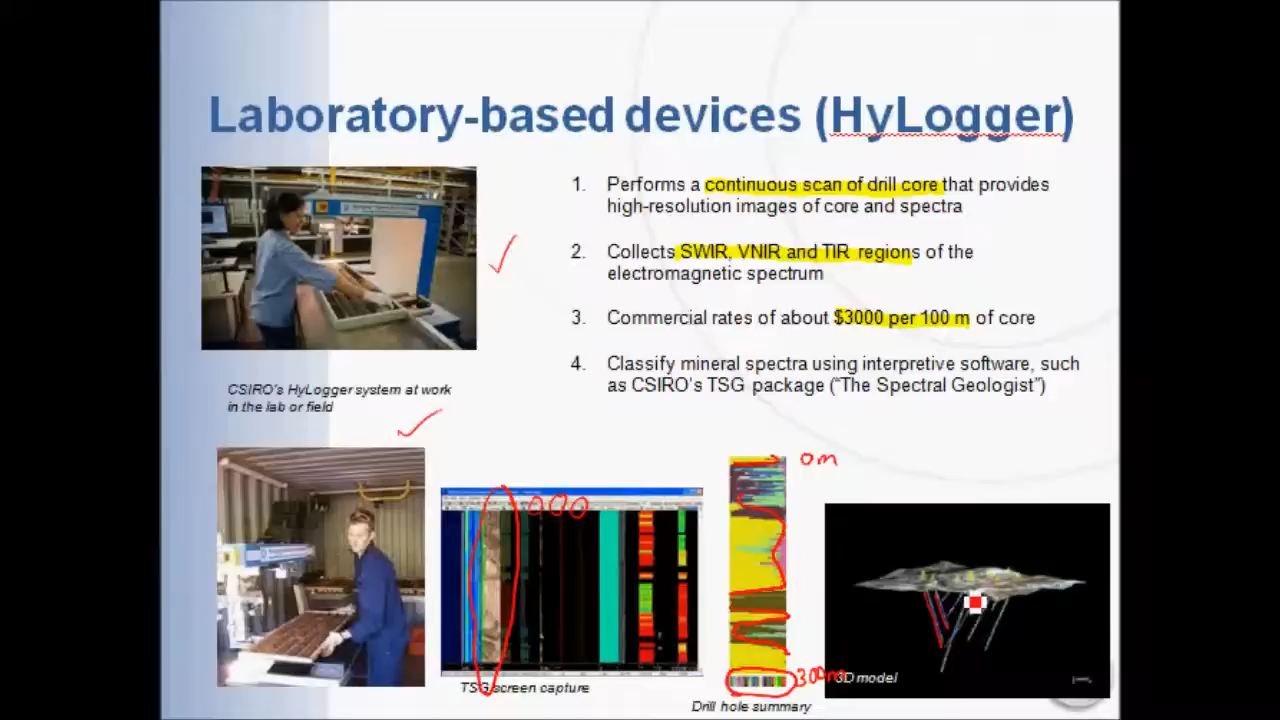 Laboratory-based devices (HyLogger)
1. Performs a continuous scan of drill core that provides
high-resolution images of core and spectra
2. Collects SWIR, VNIR and TIR regions of the
electromagnetic spectrum
3. Commercial rates of about $3000 per 100 m of core
4. Classify mineral spectra using interpretive software, such
as CSIRO's TSG package ("The Spectral Geologist")
CSIRO's HyLogger system at work
in the lab or field
0m
300m
TSG screen capture
Drill hole summary
3D model